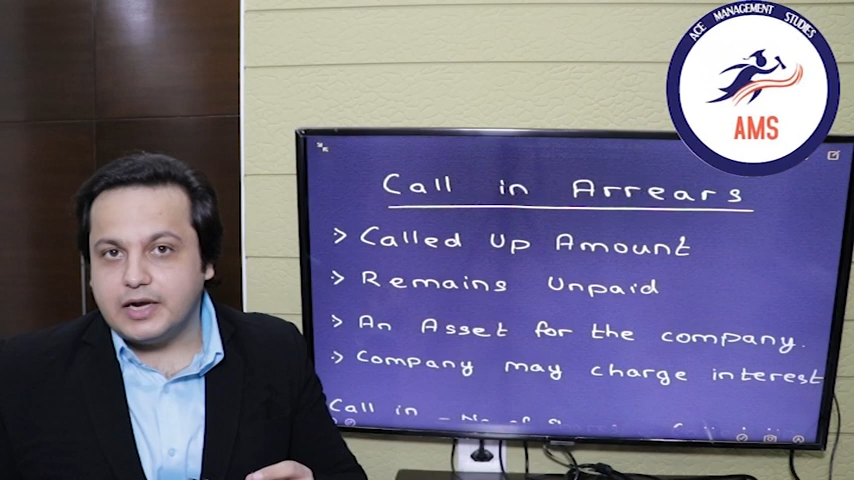 ACE MANAGEMENT STUDIES
AMS
Call in Arrears
Called Up Amount
Remains Unpaid
An Asset for the company.
Company may charge interest
Call in